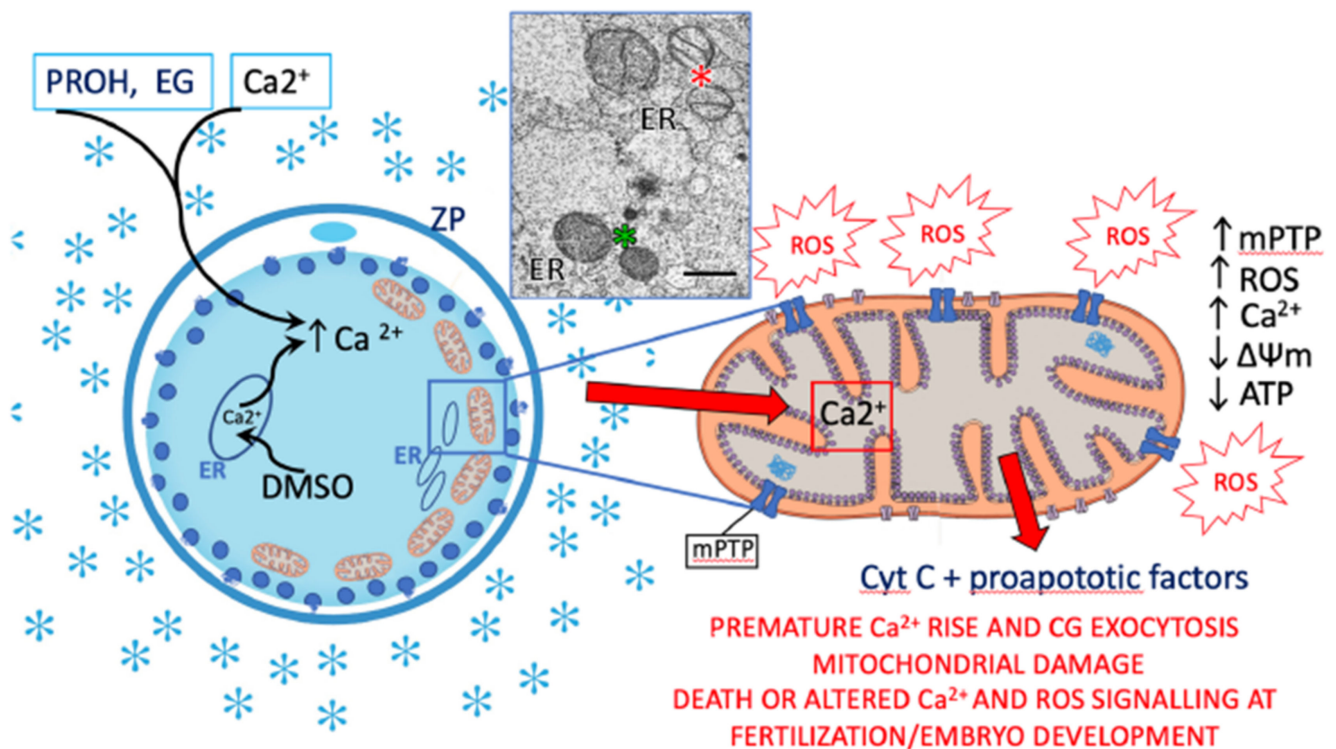 PROH, EG
Ca2⁺
ZP
↑ Ca ²⁺
Ca²⁺
ER
DMSO
ER
ER
ER
ROS
ROS
ROS
ROS
Ca2⁺
mPTP
↑ mPTP
↑ ROS
↑ Ca²⁺
↓ ΔΨm
↓ ATP
Cyt C + proapototic factors
PREMATURE Ca²⁺ RISE AND CG EXOCYTOSIS
MITOCHONDRIAL DAMAGE
DEATH OR ALTERED Ca²⁺ AND ROS SIGNALLING AT
FERTILIZATION/EMBRYO DEVELOPMENT